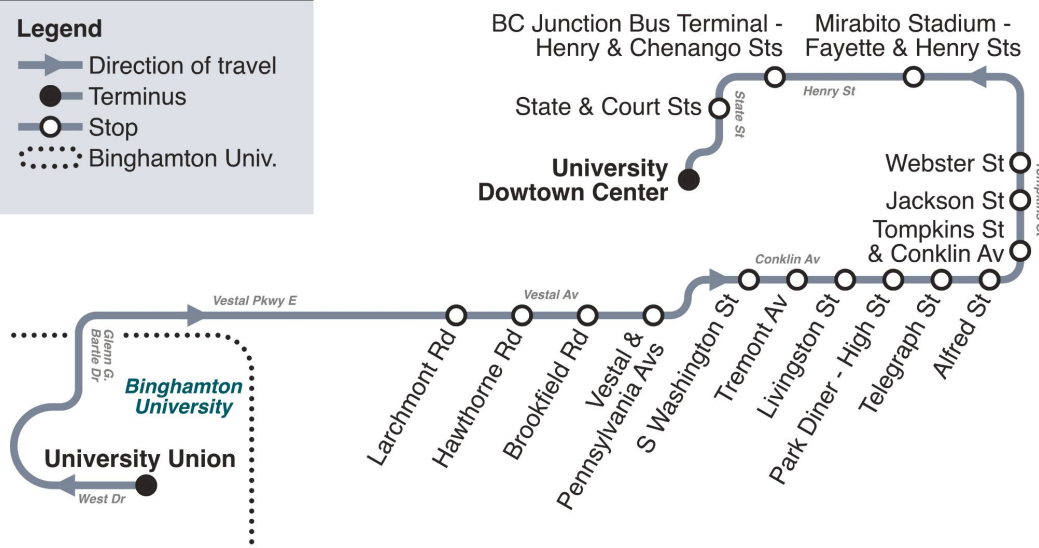 Legend
Direction of travel
Terminus
Stop
Binghamton Univ.
BC Junction Bus Terminal -
Henry & Chenango Sts
Mirabito Stadium -
Fayette & Henry Sts
Henry St
State & Court Sts
State St
University
Dowtown Center
Webster St
Jackson St
Tompkins St
& Conklin Av
Conklin Av
Vestal Pkwy E
Vestal Av
Larchmont Rd
Hawthorne Rd
Brookfield Rd
Vestal &
Pennsylvania Avs
S Washington St
Tremont Av
Livingston St
Park Diner - High St
Telegraph St
Alfred St
Glenn G.
Bartle Dr
Binghamton
University
University Union
West Dr